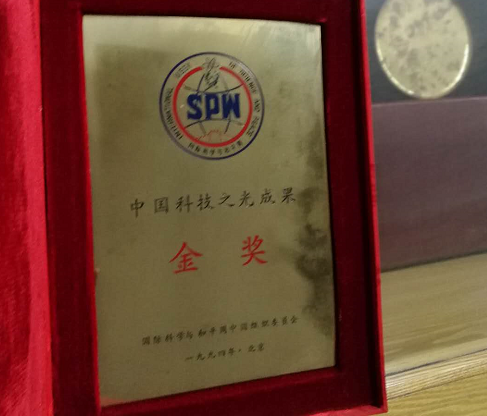 SPW
中国科技之光成果
金 奖
国际科学与和平周中国组织委员会
一九九四年·北京